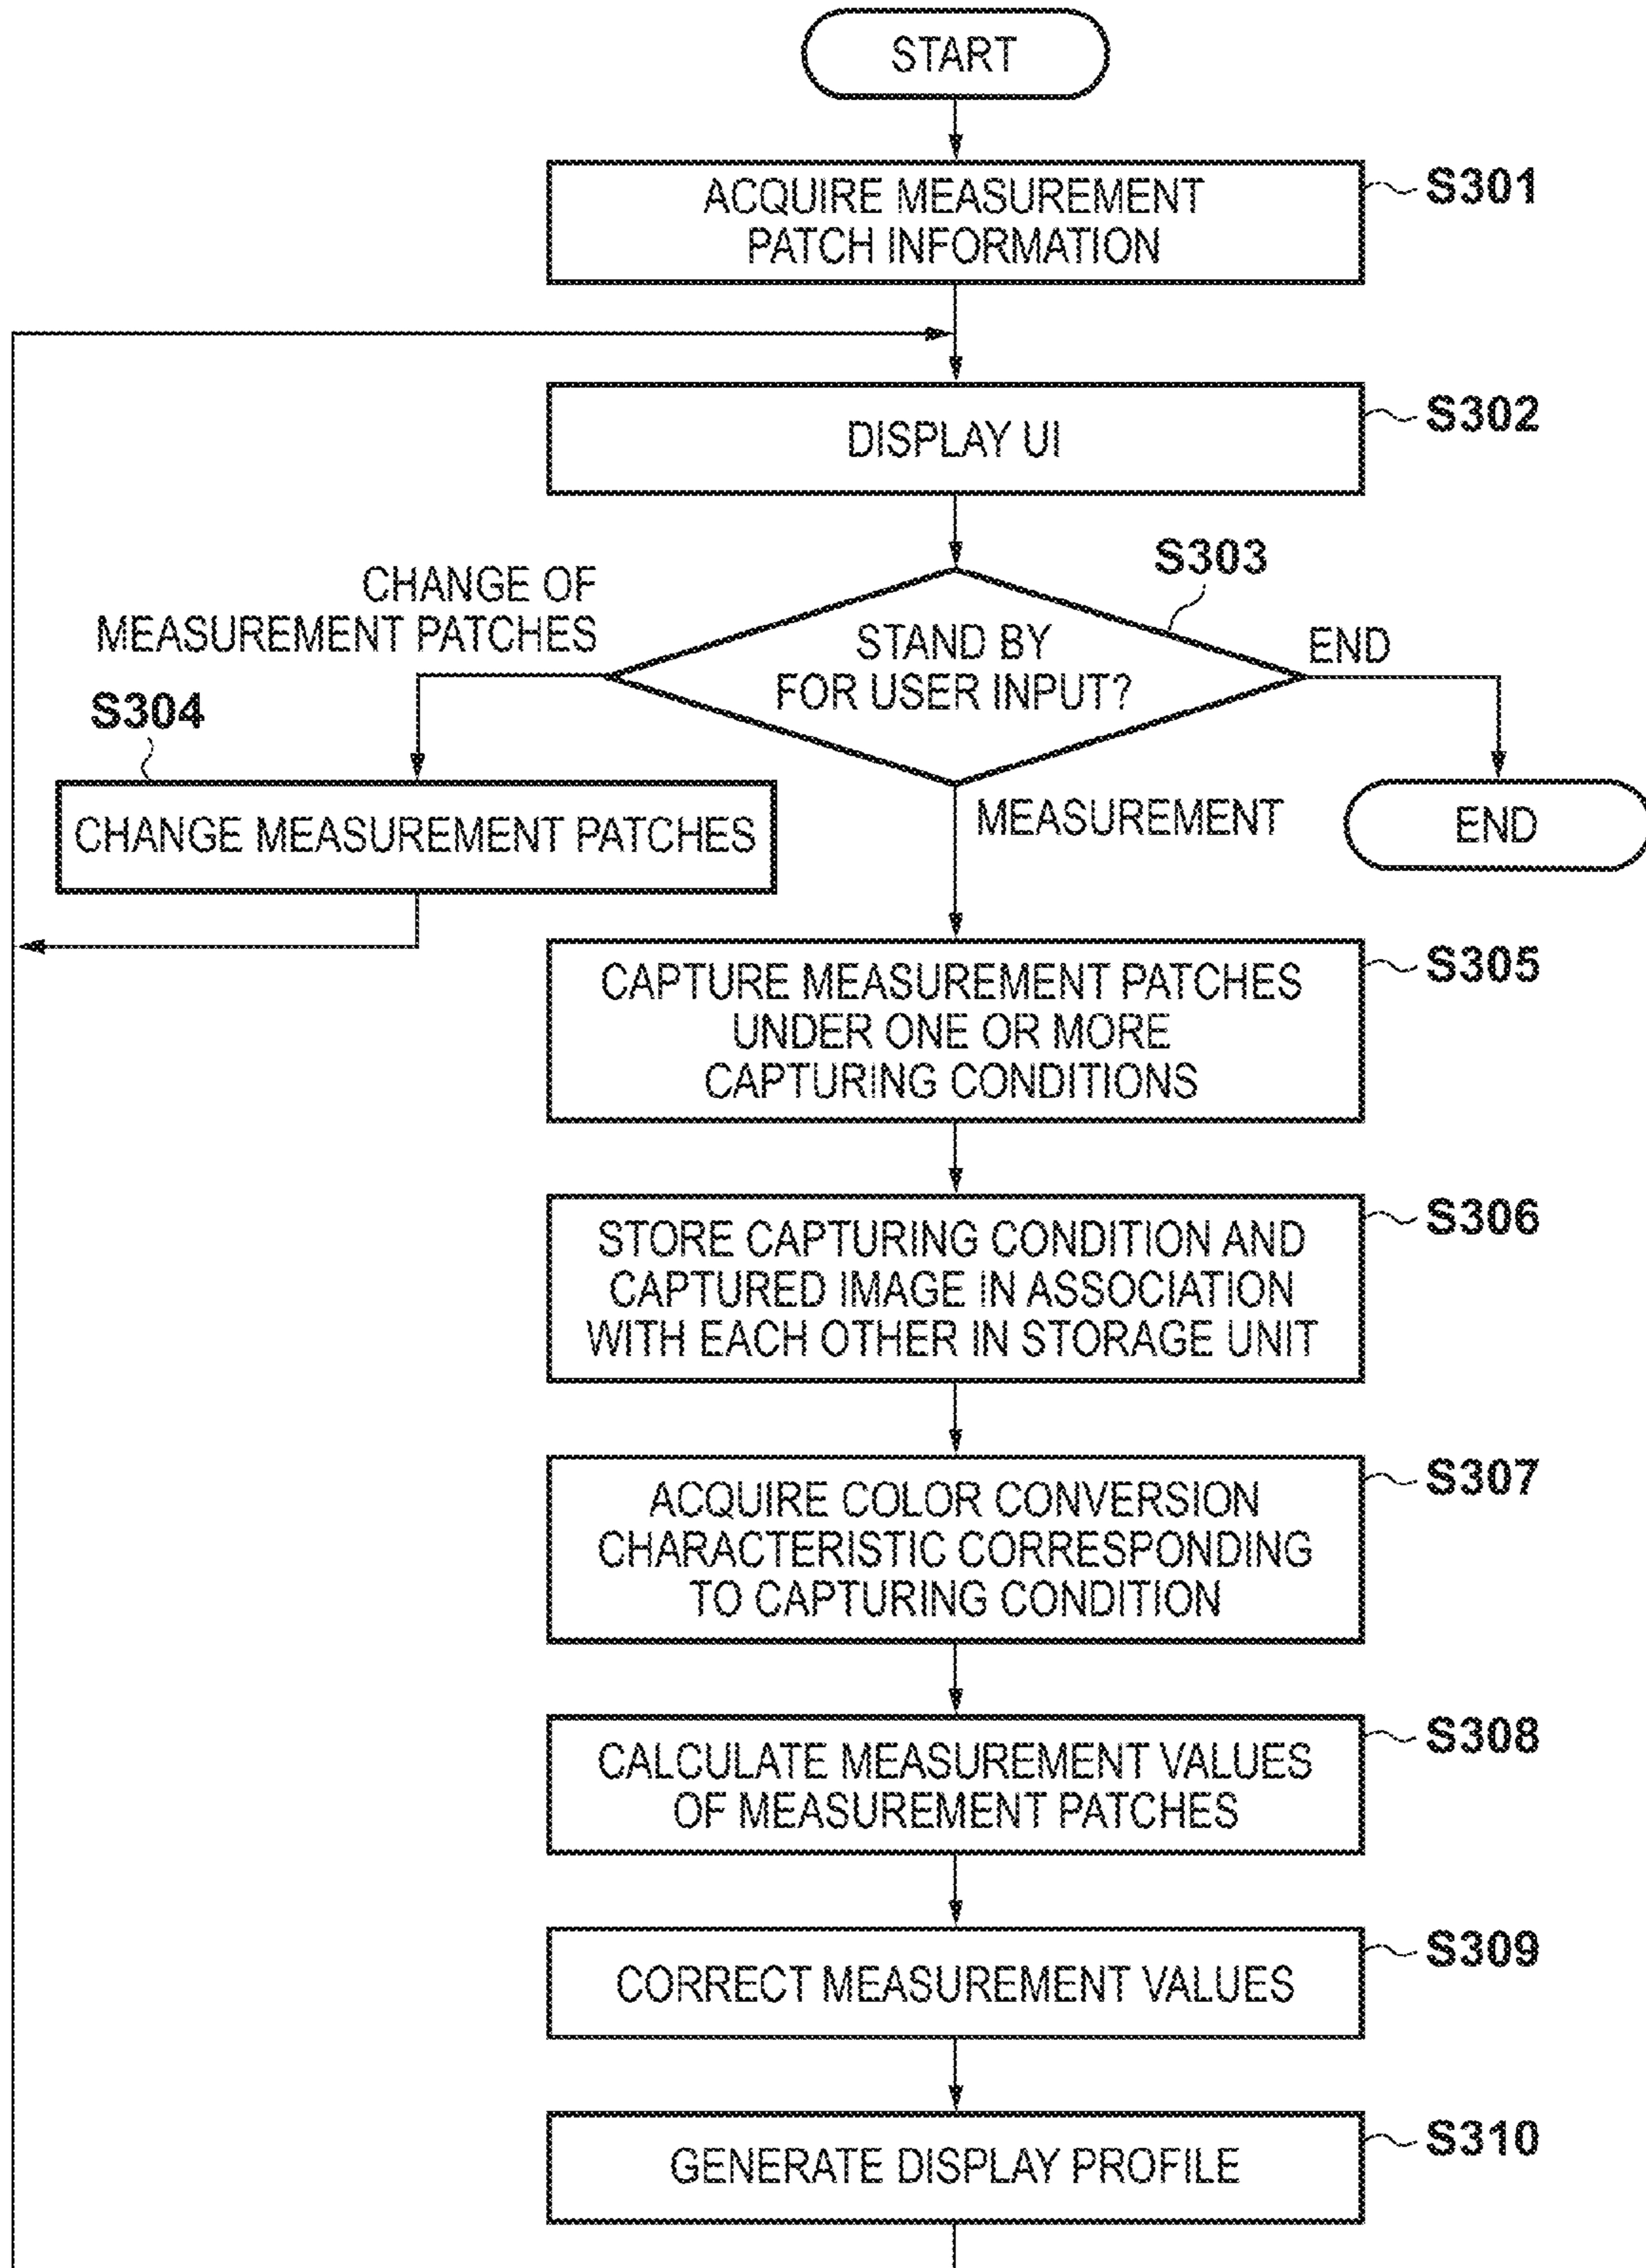 START
ACQUIRE MEASUREMENT
PATCH INFORMATION
S301
DISPLAY UI
S302
CHANGE OF
MEASUREMENT PATCHES
STAND BY
FOR USER INPUT?
S303
END
S304
CHANGE MEASUREMENT PATCHES
MEASUREMENT
END
CAPTURE MEASUREMENT PATCHES
UNDER ONE OR MORE
CAPTURING CONDITIONS
S305
STORE CAPTURING CONDITION AND
CAPTURED IMAGE IN ASSOCIATION
WITH EACH OTHER IN STORAGE UNIT
S306
ACQUIRE COLOR CONVERSION
CHARACTERISTIC CORRESPONDING
TO CAPTURING CONDITION
S307
CALCULATE MEASUREMENT VALUES
OF MEASUREMENT PATCHES
S308
CORRECT MEASUREMENT VALUES
S309
GENERATE DISPLAY PROFILE
S310